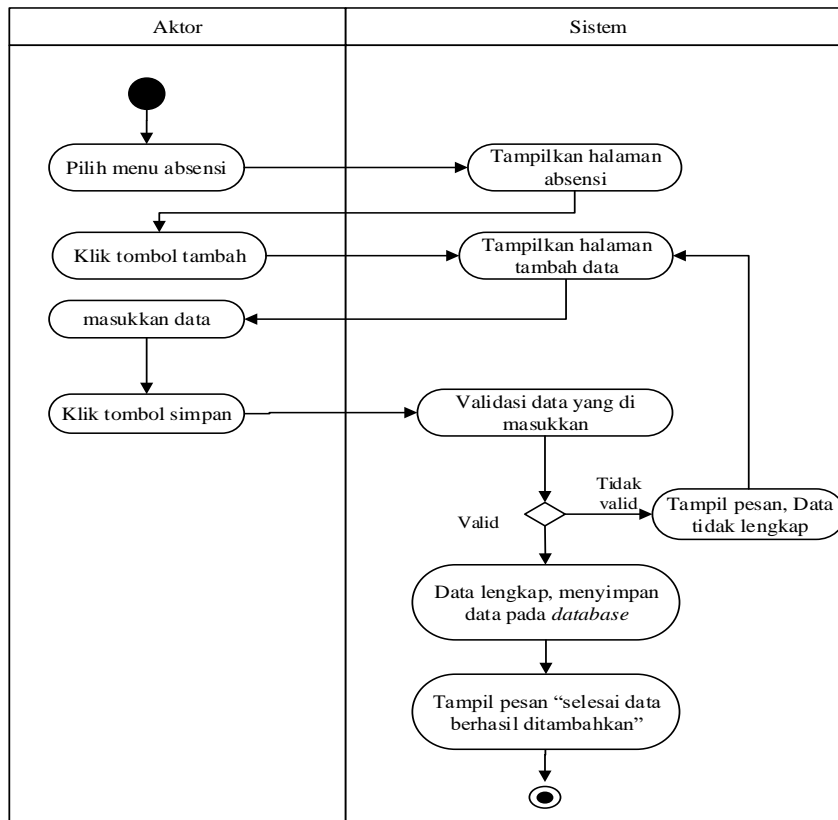 Aktor
Sistem
Pilih menu absensi
Tampilkan halaman
absensi
Klik tombol tambah
Tampilkan halaman
tambah data
masukkan data
Klik tombol simpan
Validasi data yang di
masukkan
Tidak
valid
Valid
Tampil pesan, Data
tidak lengkap
Data lengkap, menyimpan
data pada database
Tampil pesan “selesai data
berhasil ditambahkan”